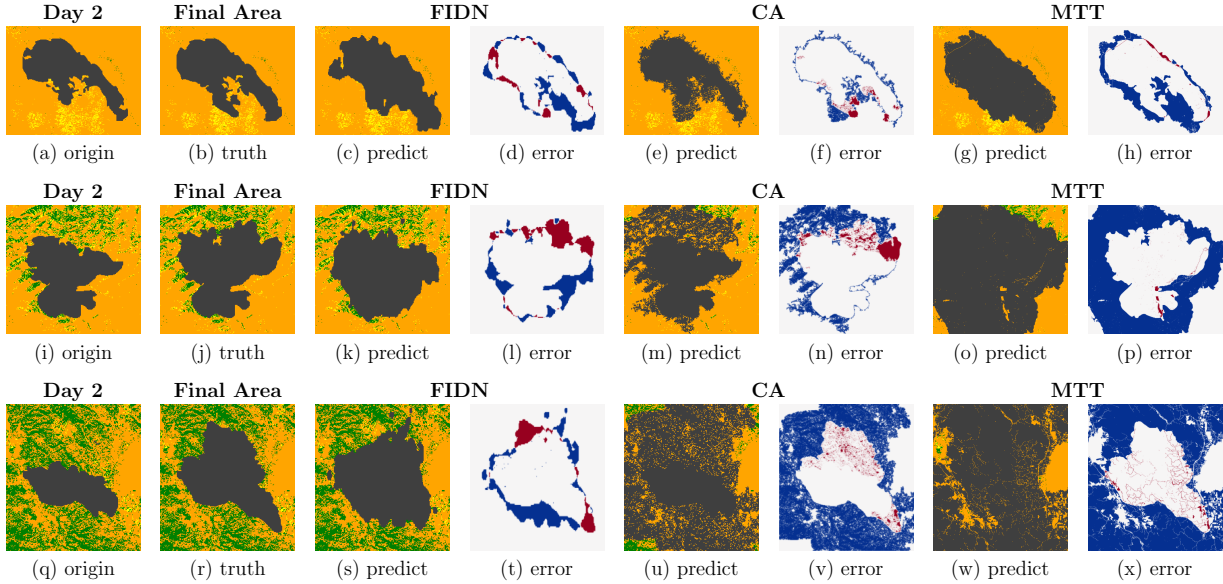 Day 2 Final Area FIDN CA MTT
(a) origin (b) truth (c) predict (d) error (e) predict (f) error (g) predict (h) error
Day 2 Final Area FIDN CA MTT
(i) origin (j) truth (k) predict (l) error (m) predict (n) error (o) predict (p) error
Day 2 Final Area FIDN CA MTT
(q) origin (r) truth (s) predict (t) error (u) predict (v) error (w) predict (x) error